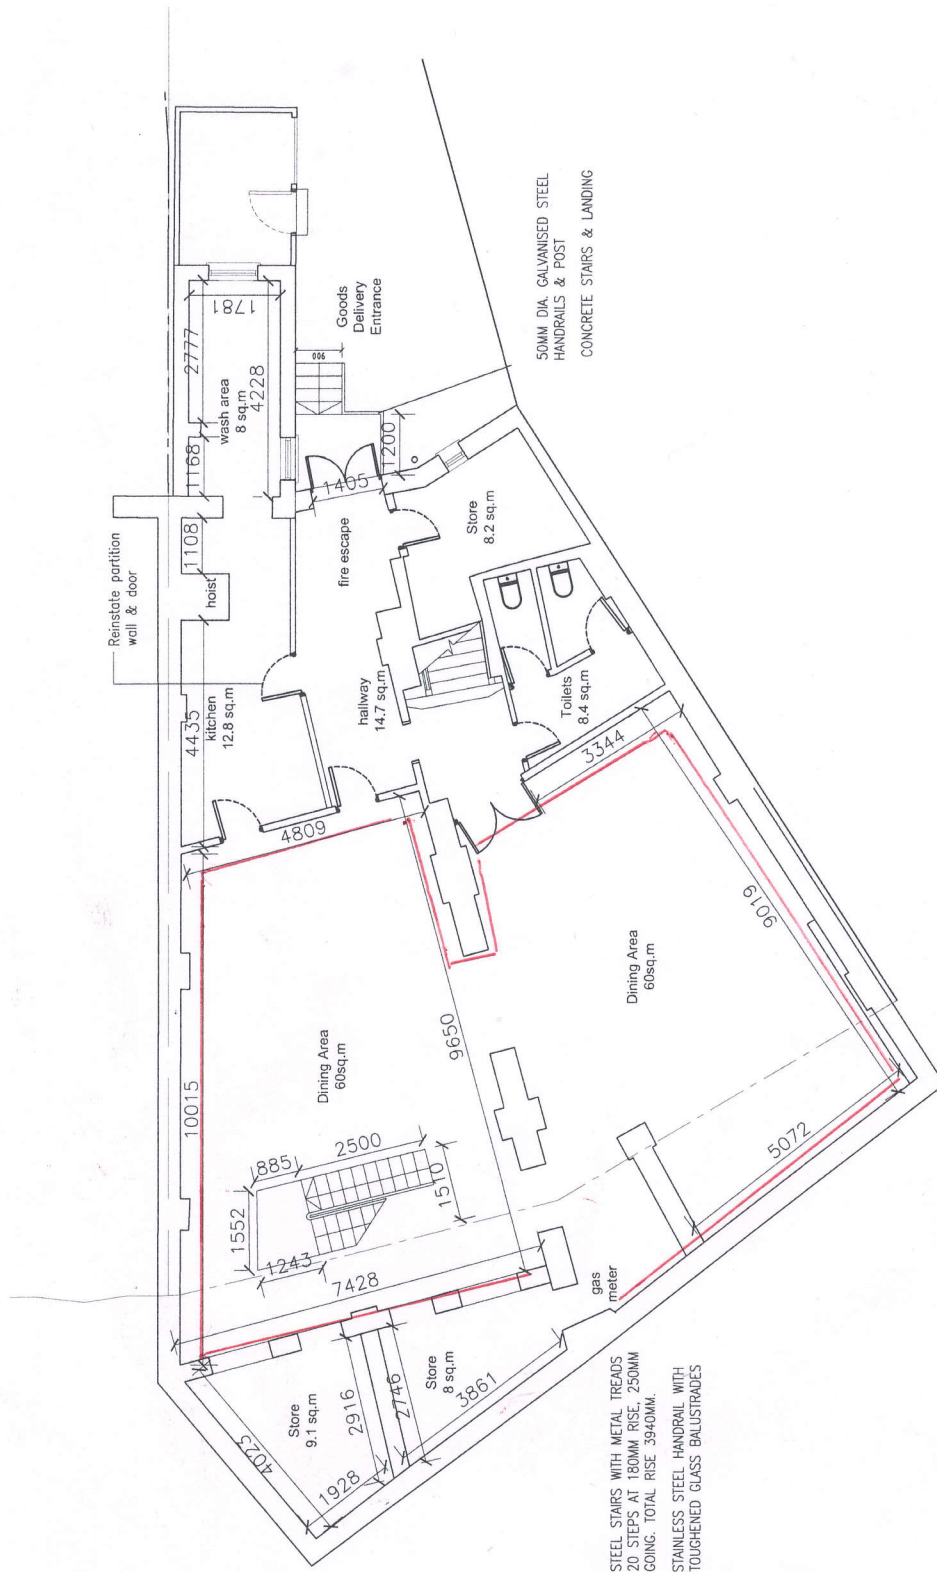 Reinstate partition
wall & door
1781
2777
wash area
8 sq.m
4228
1168
1108
hoist
Goods
Delivery
Entrance
900
1200
1405
fire escape
50MM DIA. GALVANISED STEEL
HANDRAILS & POST
CONCRETE STAIRS & LANDING
Store
8.2 sq.m
4435
kitchen
12.8 sq.m
hallway
14.7 sq.m
Toilets
8.4 sq.m
3344
4809
10015
Dining Area
60sq.m
9650
Dining Area
60sq.m
9019
5072
885
2500
1552
1510
1243
7428
gas
meter
Store
9.1 sq.m
4023
1928
2916
2746
Store
8 sq.m
3861
STEEL STAIRS WITH METAL TREADS
20 STEPS AT 180MM RISE, 250MM
GOING. TOTAL RISE 3940MM.
STAINLESS STEEL HANDRAIL WITH
TOUGHENED GLASS BALUSTRADES